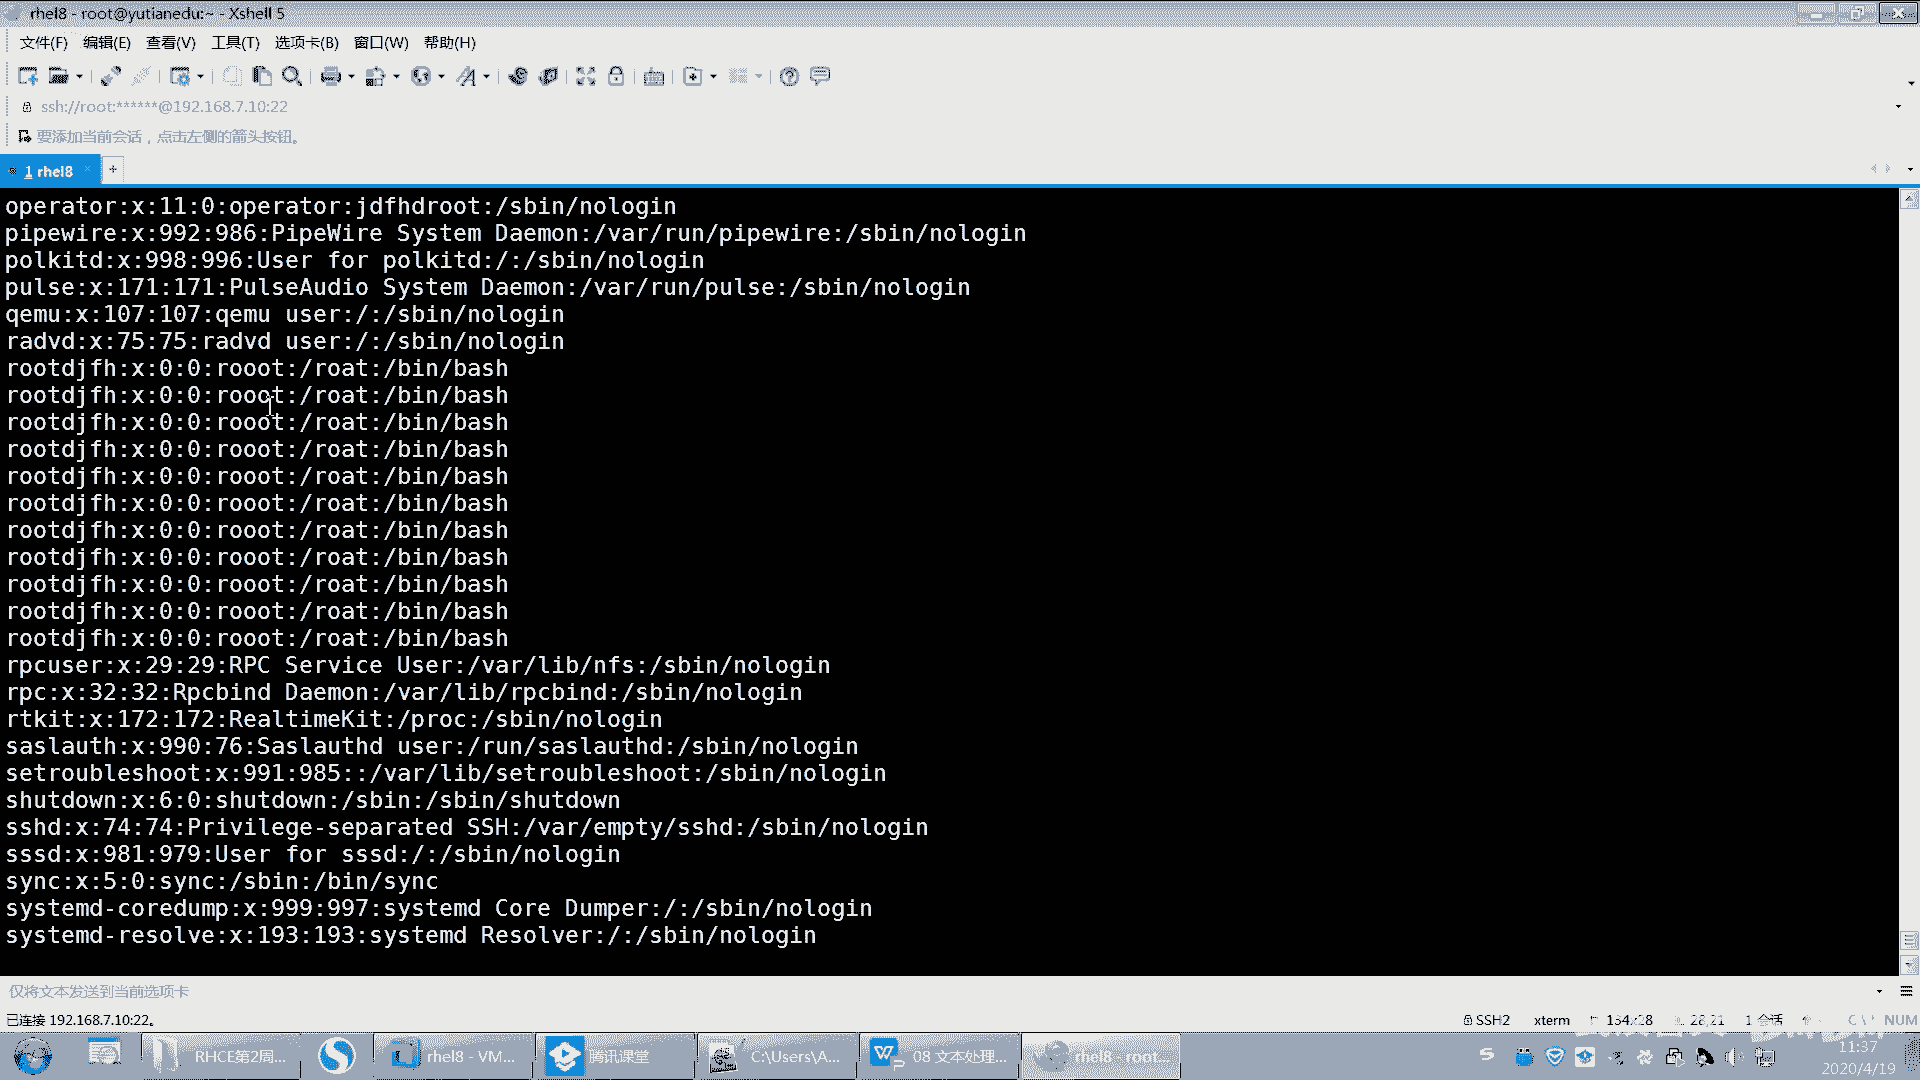 rhel8 - root@yutianedu:~ - Xshell 5
文件(F) 编辑(E) 查看(V) 工具(T) 选项卡(B) 窗口(W) 帮助(H)
ssh://root:******@192.168.7.10:22
要添加当前会话，点击左侧的箭头按钮。
1 rhel8
operator:x:11:0:operator:jdfhdroot:/sbin/nologin
pipewire:x:992:986:PipeWire System Daemon:/var/run/pipewire:/sbin/nologin
polkitd:x:998:996:User for polkitd:/:/sbin/nologin
pulse:x:171:171:PulseAudio System Daemon:/var/run/pulse:/sbin/nologin
qemu:x:107:107:qemu user:/:/sbin/nologin
radvd:x:75:75:radvd user:/:/sbin/nologin
rootdjfh:x:0:0:rooot:/roat:/bin/bash
rootdjfh:x:0:0:rooot:/roat:/bin/bash
rootdjfh:x:0:0:rooot:/roat:/bin/bash
rootdjfh:x:0:0:rooot:/roat:/bin/bash
rootdjfh:x:0:0:rooot:/roat:/bin/bash
rootdjfh:x:0:0:rooot:/roat:/bin/bash
rootdjfh:x:0:0:rooot:/roat:/bin/bash
rootdjfh:x:0:0:rooot:/roat:/bin/bash
rootdjfh:x:0:0:rooot:/roat:/bin/bash
rootdjfh:x:0:0:rooot:/roat:/bin/bash
rootdjfh:x:0:0:rooot:/roat:/bin/bash
rpcuser:x:29:29:RPC Service User:/var/lib/nfs:/sbin/nologin
rpc:x:32:32:Rpcbind Daemon:/var/lib/rpcbind:/sbin/nologin
rtkit:x:172:172:RealtimeKit:/proc:/sbin/nologin
saslauth:x:990:76:Saslauthd user:/run/saslauthd:/sbin/nologin
setroubleshoot:x:991:985::/var/lib/setroubleshoot:/sbin/nologin
shutdown:x:6:0:shutdown:/sbin:/sbin/shutdown
sshd:x:74:74:Privilege-separated SSH:/var/empty/sshd:/sbin/nologin
sssd:x:981:979:User for sssd:/:/sbin/nologin
sync:x:5:0:sync:/sbin:/bin/sync
systemd-coredump:x:999:997:systemd Core Dumper:/:/sbin/nologin
systemd-resolve:x:193:193:systemd Resolver:/:/sbin/nologin
仅将文本发送到当前选项卡
已连接 192.168.7.10:22。 SSH2 xterm 134x28 28,21 1 会话 NUM
RHCE第2周... rhel8 - VM... 腾讯课堂 C:\Users\A... 08 文本处理... rhel8 - root... 11:37
2020/4/19